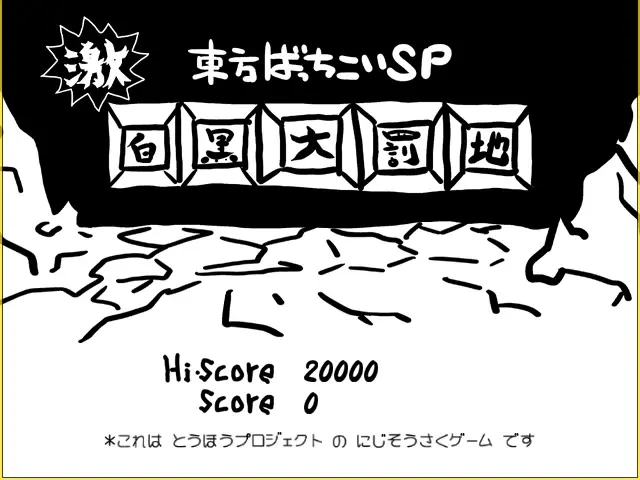 激 東方ばっちこいSP
白黒大罰地
Hi-Score 20000
Score 0
*これは とうほうプロジェクト の にじそうさくゲーム です